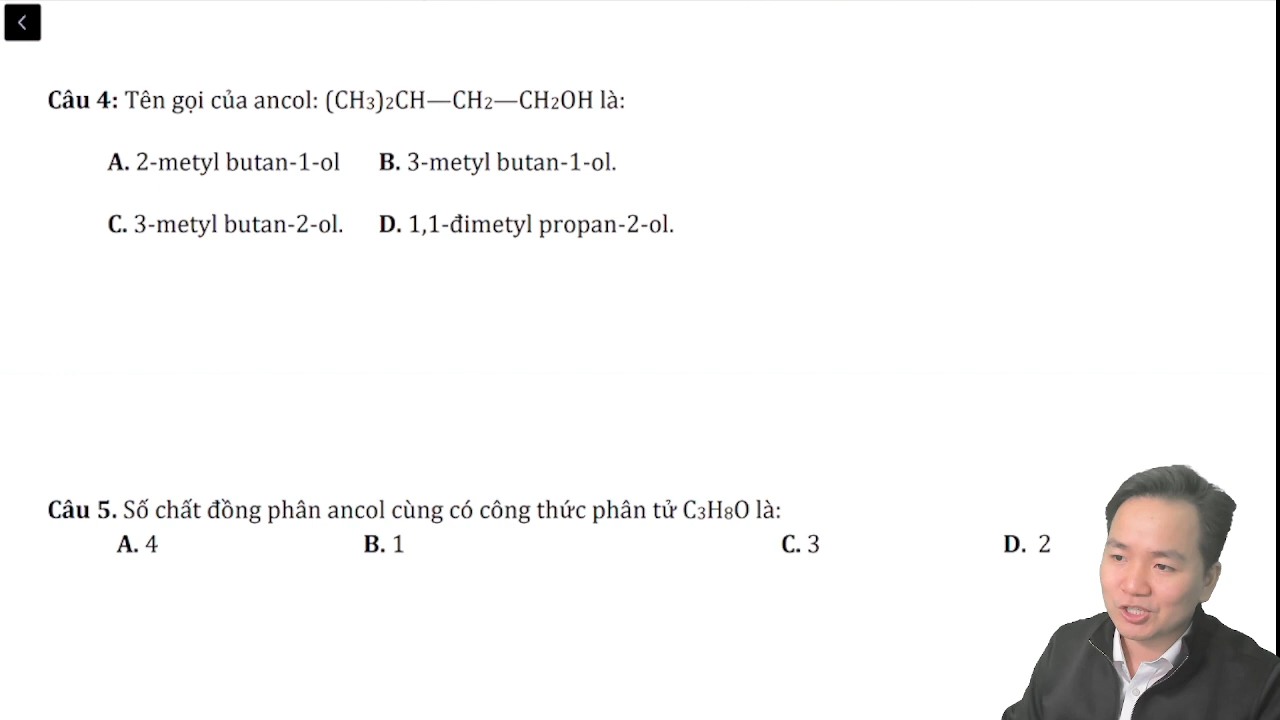 Câu 4: Tên gọi của ancol: (CH₃)₂CH—CH₂—CH₂OH là:
A. 2-metyl butan-1-ol B. 3-metyl butan-1-ol.
C. 3-metyl butan-2-ol. D. 1,1-đimetyl propan-2-ol.
Câu 5. Số chất đồng phân ancol cùng có công thức phân tử C₃H₈O là:
A. 4 B. 1 C. 3 D. 2